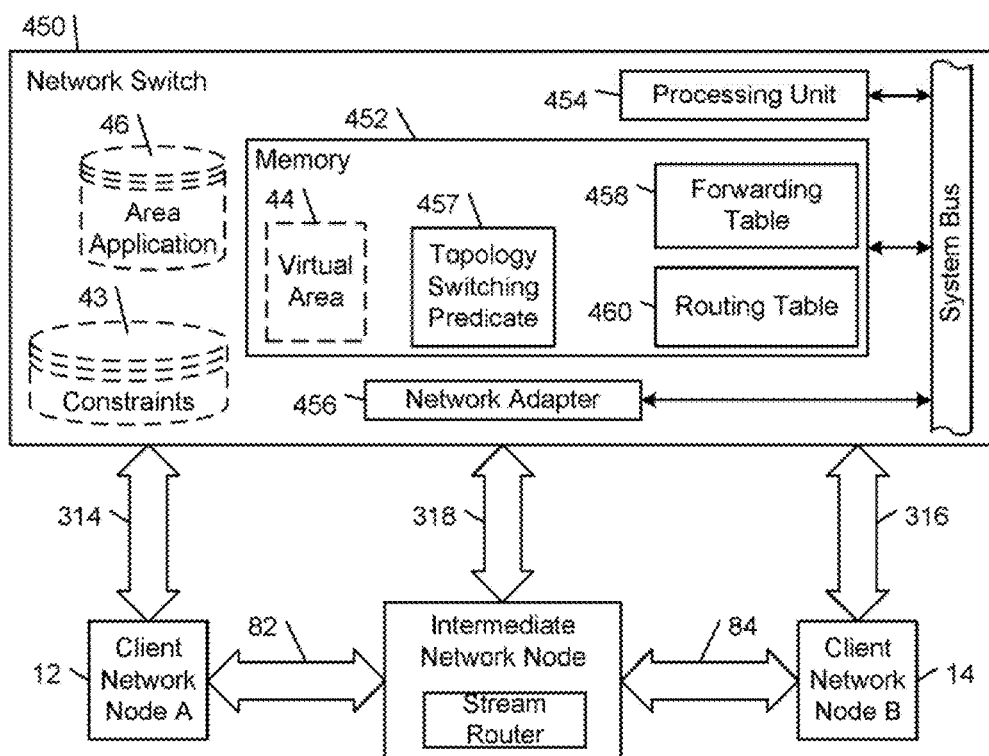 450
Network Switch
454
Processing Unit
46
Area
Application
452
Memory
44
Virtual
Area
457
Topology
Switching
Predicate
458
Forwarding
Table
460
Routing Table
System Bus
43
Constraints
456
Network Adapter
314
318
316
12
Client
Network
Node A
82
Intermediate
Network Node
Stream
Router
84
Client
Network
Node B
14